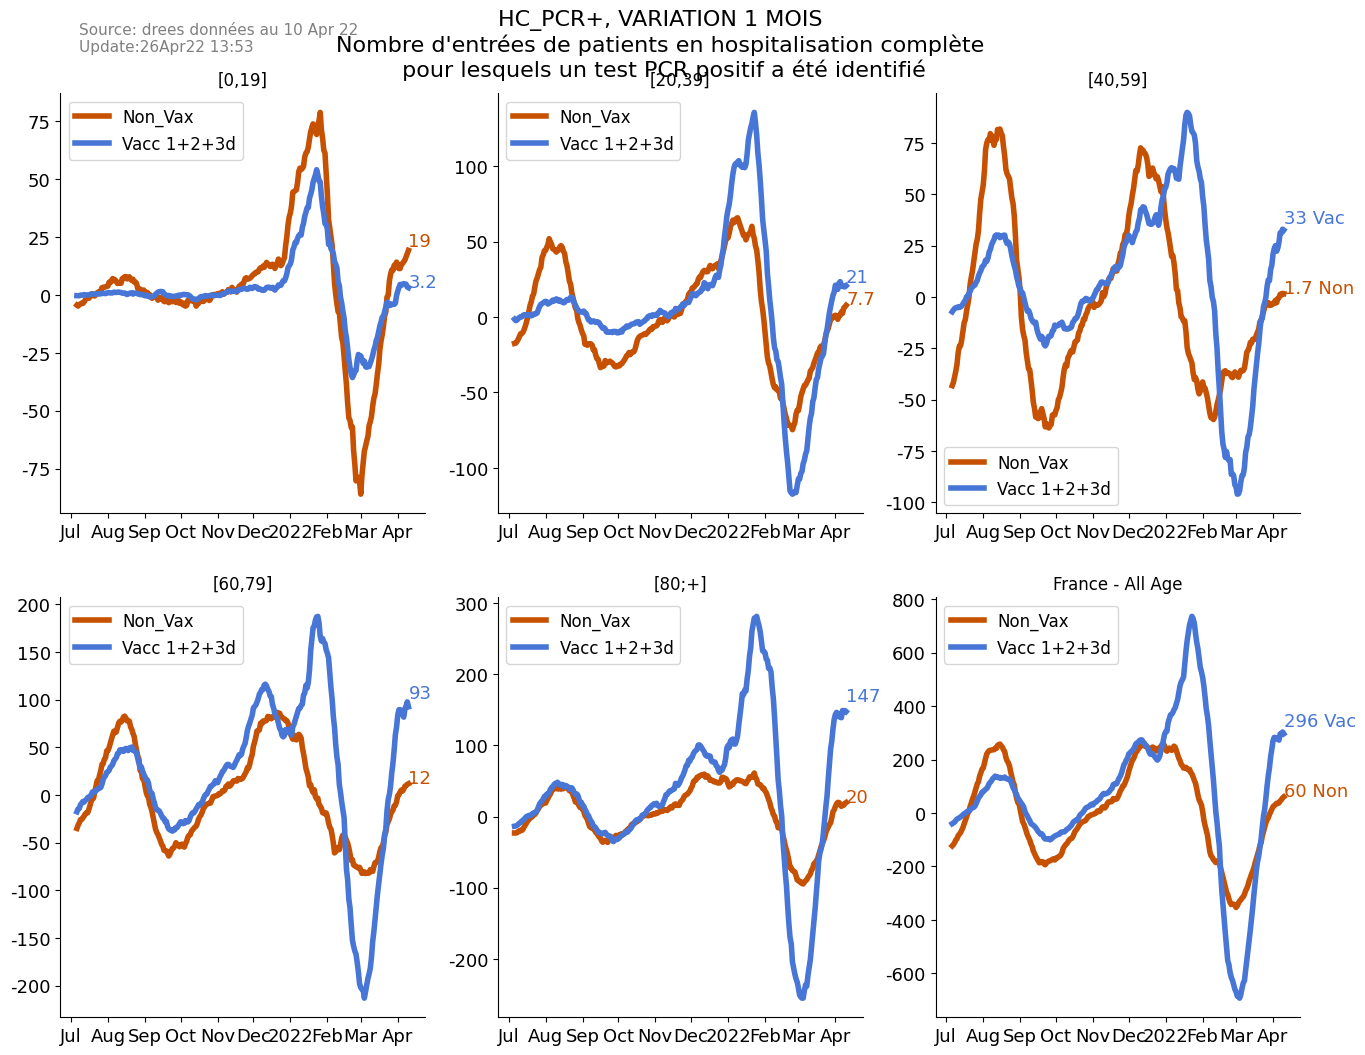 Source: drees données au 10 Apr 22
Update:26Apr22 13:53
HC_PCR+, VARIATION 1 MOIS
Nombre d'entrées de patients en hospitalisation complète
pour lesquels un test PCR positif a été identifié
[0,19]
Non_Vax
Vacc 1+2+3d
75
50
25
0
-25
-50
-75
19
3.2
Jul Aug Sep Oct Nov Dec 2022 Feb Mar Apr
[20,39]
Non_Vax
Vacc 1+2+3d
100
50
0
-50
-100
21
7.7
Jul Aug Sep Oct Nov Dec 2022 Feb Mar Apr
[40,59]
75
50
25
0
-25
-50
-75
-100
33 Vac
1.7 Non
Non_Vax
Vacc 1+2+3d
Jul Aug Sep Oct Nov Dec 2022 Feb Mar Apr
[60,79]
Non_Vax
Vacc 1+2+3d
200
150
100
50
0
-50
-100
-150
-200
93
12
Jul Aug Sep Oct Nov Dec 2022 Feb Mar Apr
[80;+]
Non_Vax
Vacc 1+2+3d
300
200
100
0
-100
-200
147
20
Jul Aug Sep Oct Nov Dec 2022 Feb Mar Apr
France - All Age
Non_Vax
Vacc 1+2+3d
800
600
400
200
0
-200
-400
-600
296 Vac
60 Non
Jul Aug Sep Oct Nov Dec 2022 Feb Mar Apr